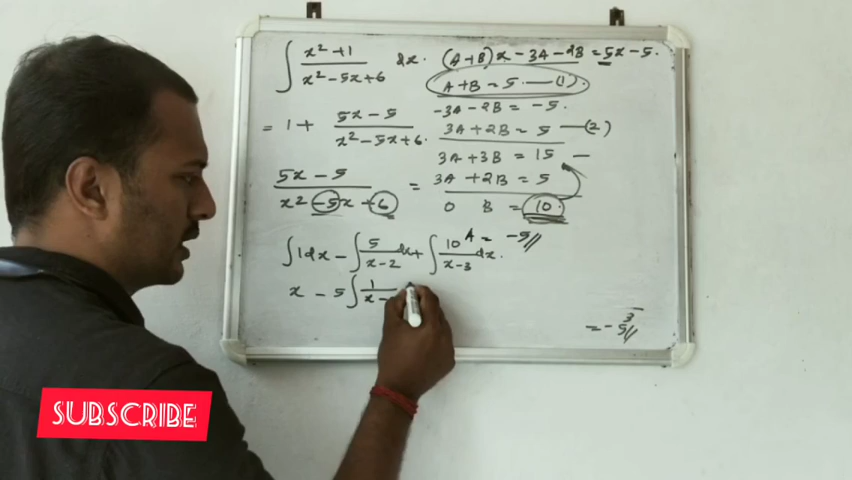 ∫ x² + 1 / x² - 5x + 6 dx. (A+B)x - 3A - 2B = 5x - 5.
A + B = 5 — (1)
- 3A - 2B = - 5.
= 1 + 5x - 5 / x² - 5x + 6. 3A + 2B = 5 — (2)
3A + 3B = 15 —
5x - 5 / x² - 5x + 6 = 3A + 2B = 5
0 B = 10.
A = -5//
∫ 1dx - ∫ 5 / x - 2 dx + ∫ 10 / x - 3 dx.
x - 5 ∫ 1 / x -
3
= - 5//
SUBSCRIBE